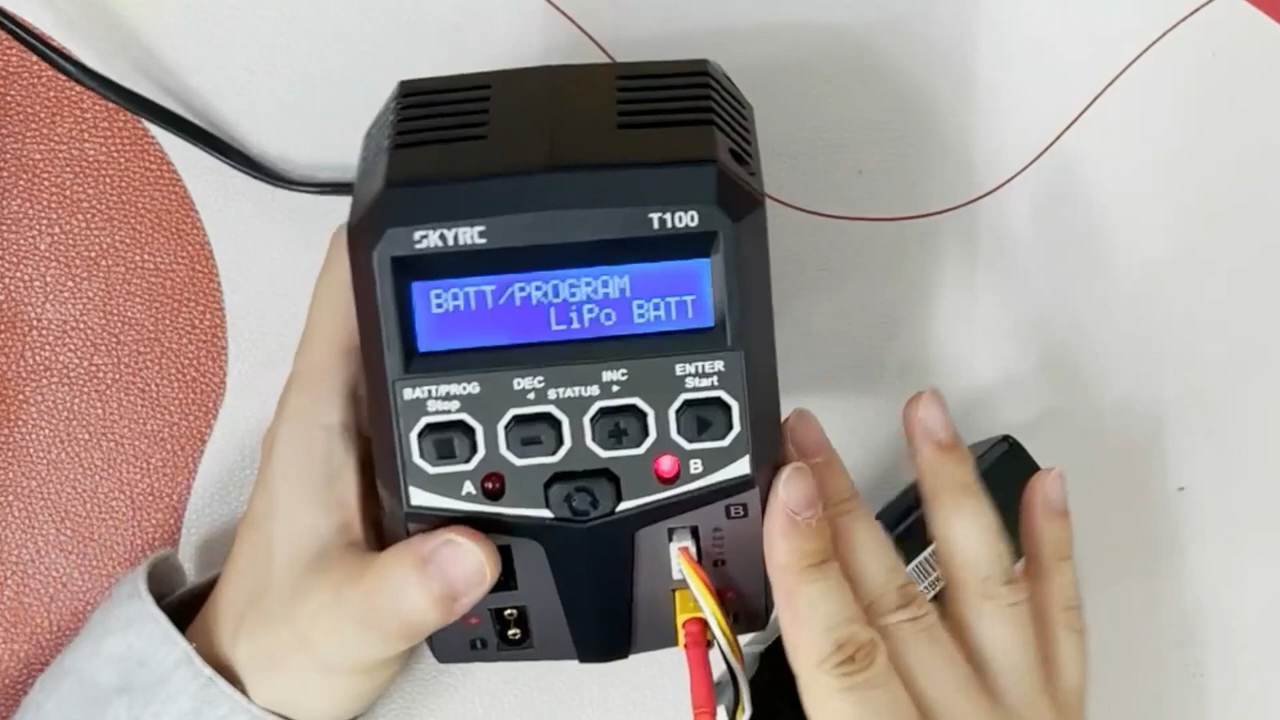 SKYRC
T100
BATT/PROGRAM
LiPo BATT
BATT/PROG
Stop
DEC
STATUS
INC
ENTER
Start
A
B
B